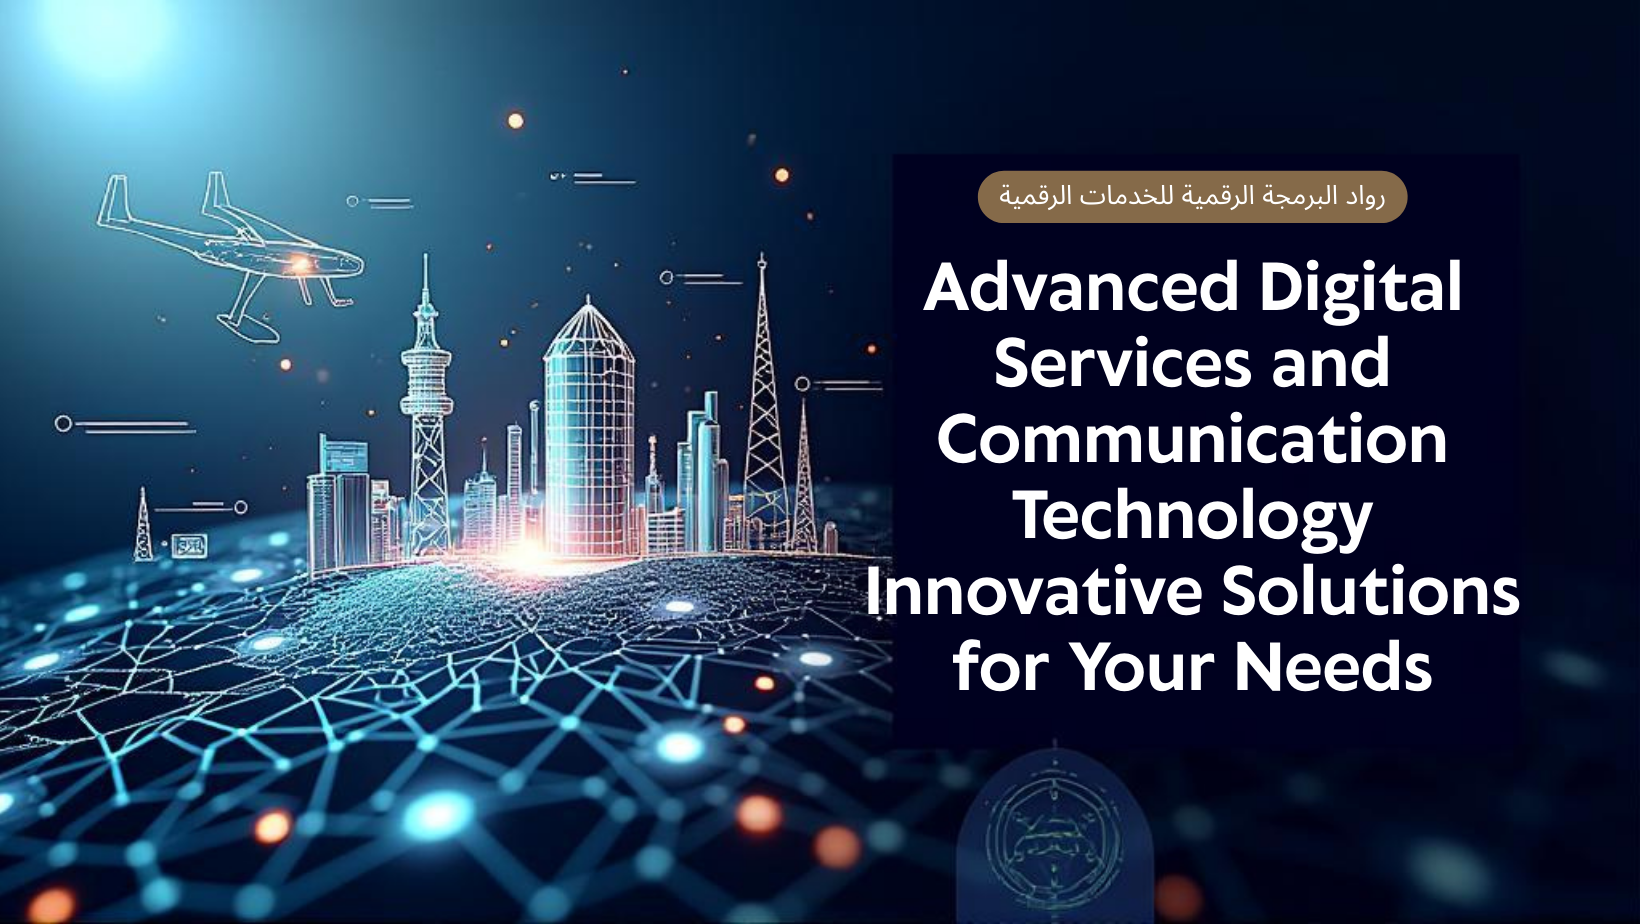 رواد البرمجة الرقمية للخدمات الرقمية
Advanced Digital
Services and
Communication
Technology
Innovative Solutions
for Your Needs